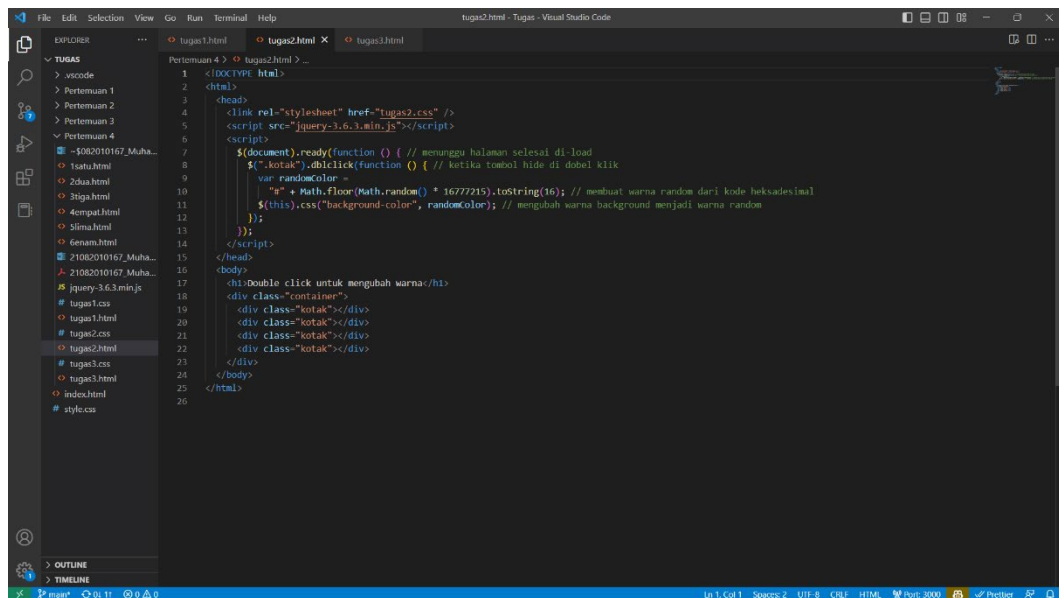 File Edit Selection View Go Run Terminal Help tugas2.html - Tugas - Visual Studio Code
EXPLORER ...
TUGAS
.vscode
Pertemuan 1
Pertemuan 2
Pertemuan 3
Pertemuan 4
~$082010167_Muha...
1satu.html
2dua.html
3tiga.html
4empat.html
5lima.html
6enam.html
21082010167_Muha...
21082010167_Muha...
JS jquery-3.6.3.min.js
# tugas1.css
tugas1.html
# tugas2.css
tugas2.html
# tugas3.css
tugas3.html
index.html
# style.css
OUTLINE
TIMELINE
tugas1.html tugas2.html tugas3.html
Pertemuan 4 > tugas2.html > ...
1 <!DOCTYPE html>
2 <html>
3 <head>
4 <link rel="stylesheet" href="tugas2.css" />
5 <script src="jquery-3.6.3.min.js"></script>
6 <script>
7 $(document).ready(function () { // menunggu halaman selesai di-load
8 $(".kotak").dblclick(function () { // ketika tombol hide di dobel klik
9 var randomColor =
10 "#" + Math.floor(Math.random() * 16777215).toString(16); // membuat warna random dari kode heksadesimal
11 $(this).css("background-color", randomColor); // mengubah warna background menjadi warna random
12 });
13 });
14 </script>
15 </head>
16 <body>
17 <h1>Double click untuk mengubah warna</h1>
18 <div class="container">
19 <div class="kotak"></div>
20 <div class="kotak"></div>
21 <div class="kotak"></div>
22 <div class="kotak"></div>
23 </div>
24 </body>
25 </html>
26
main* 0↓ 1↑ 0 0 Ln 1, Col 1 Spaces: 2 UTF-8 CRLF HTML Port: 3000 Prettier